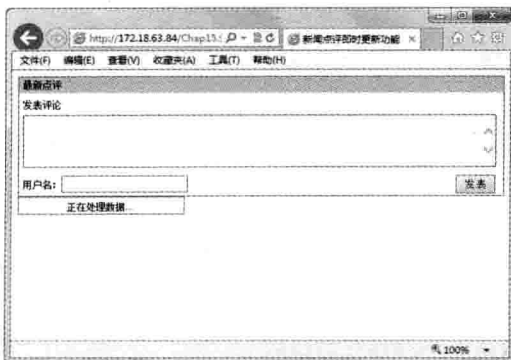 http://172.18.63.84/Chap15.
新闻点评即时更新功能
文件(F) 编辑(E) 查看(V) 收藏夹(A) 工具(T) 帮助(H)
最新点评
发表评论
用户名:
发表
正在处理数据...
100%